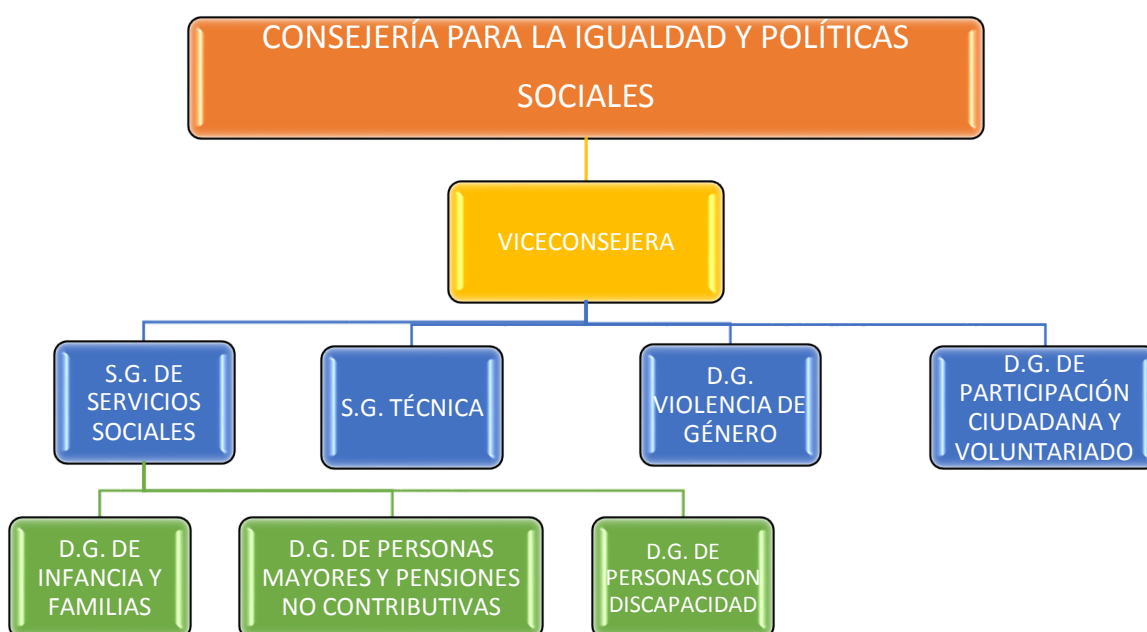 CONSEJERÍA PARA LA IGUALDAD Y POLÍTICAS
SOCIALES
VICECONSEJERA
S.G. DE
SERVICIOS
SOCIALES
S.G. TÉCNICA
D.G.
VIOLENCIA DE
GÉNERO
D.G. DE
PARTICIPACIÓN
CIUDADANA Y
VOLUNTARIADO
D.G. DE
INFANCIA Y
FAMILIAS
D.G. DE PERSONAS
MAYORES Y PENSIONES
NO CONTRIBUTIVAS
D.G. DE
PERSONAS CON
DISCAPACIDAD